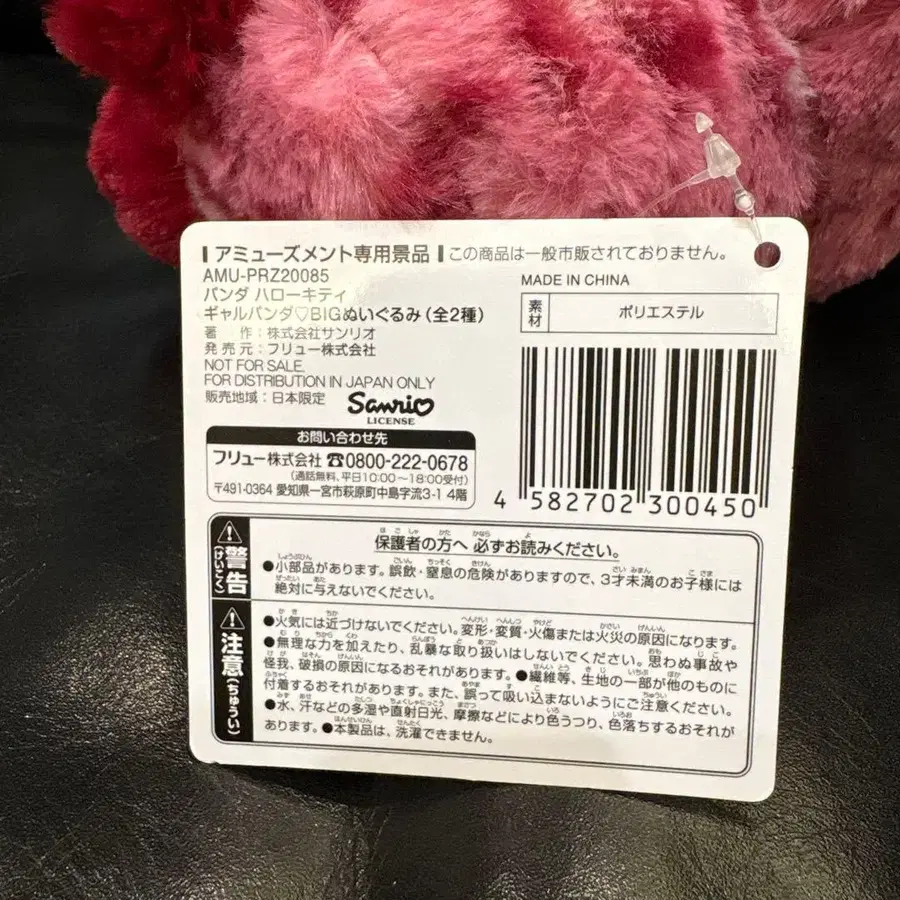 アミューズメント専用景品 この商品は一般市販されておりません。
AMU-PRZ20085
パンダ ハローキティ
ギャルパンダ♡BIGぬいぐるみ(全2種)
著　作:株式会社サンリオ
発売元:フリュー株式会社
NOT FOR SALE.
FOR DISTRIBUTION IN JAPAN ONLY
販売地域:日本限定
Sanrio
LICENSE
お問い合わせ先
フリュー株式会社 ☎0800-222-0678
(通話無料、平日10:00~18:00受付)
〒491-0364 愛知県一宮市萩原町中島字流3-1 4階
MADE IN CHINA
素材 ポリエステル
4 582702 300450
⚠警告(けいこく)
保護者の方へ 必ずお読みください。
●小部品があります。誤飲・窒息の危険がありますので、3才未満のお子様には
絶対に与えないでください。
⚠注意(ちゅうい)
●火気には近づけないでください。変形・変質・火傷または火災の原因になります。
●無理な力を加えたり、乱暴な取り扱いはしないでください。思わぬ事故や
怪我、破損の原因になるおそれがあります。●繊維等、生地の一部が他のものに
付着するおそれがあります。また、誤って吸い込まないようにご注意ください。
●水、汗などの多湿や直射日光、摩擦などにより色うつり、色落ちするおそれが
あります。●本製品は、洗濯できません。